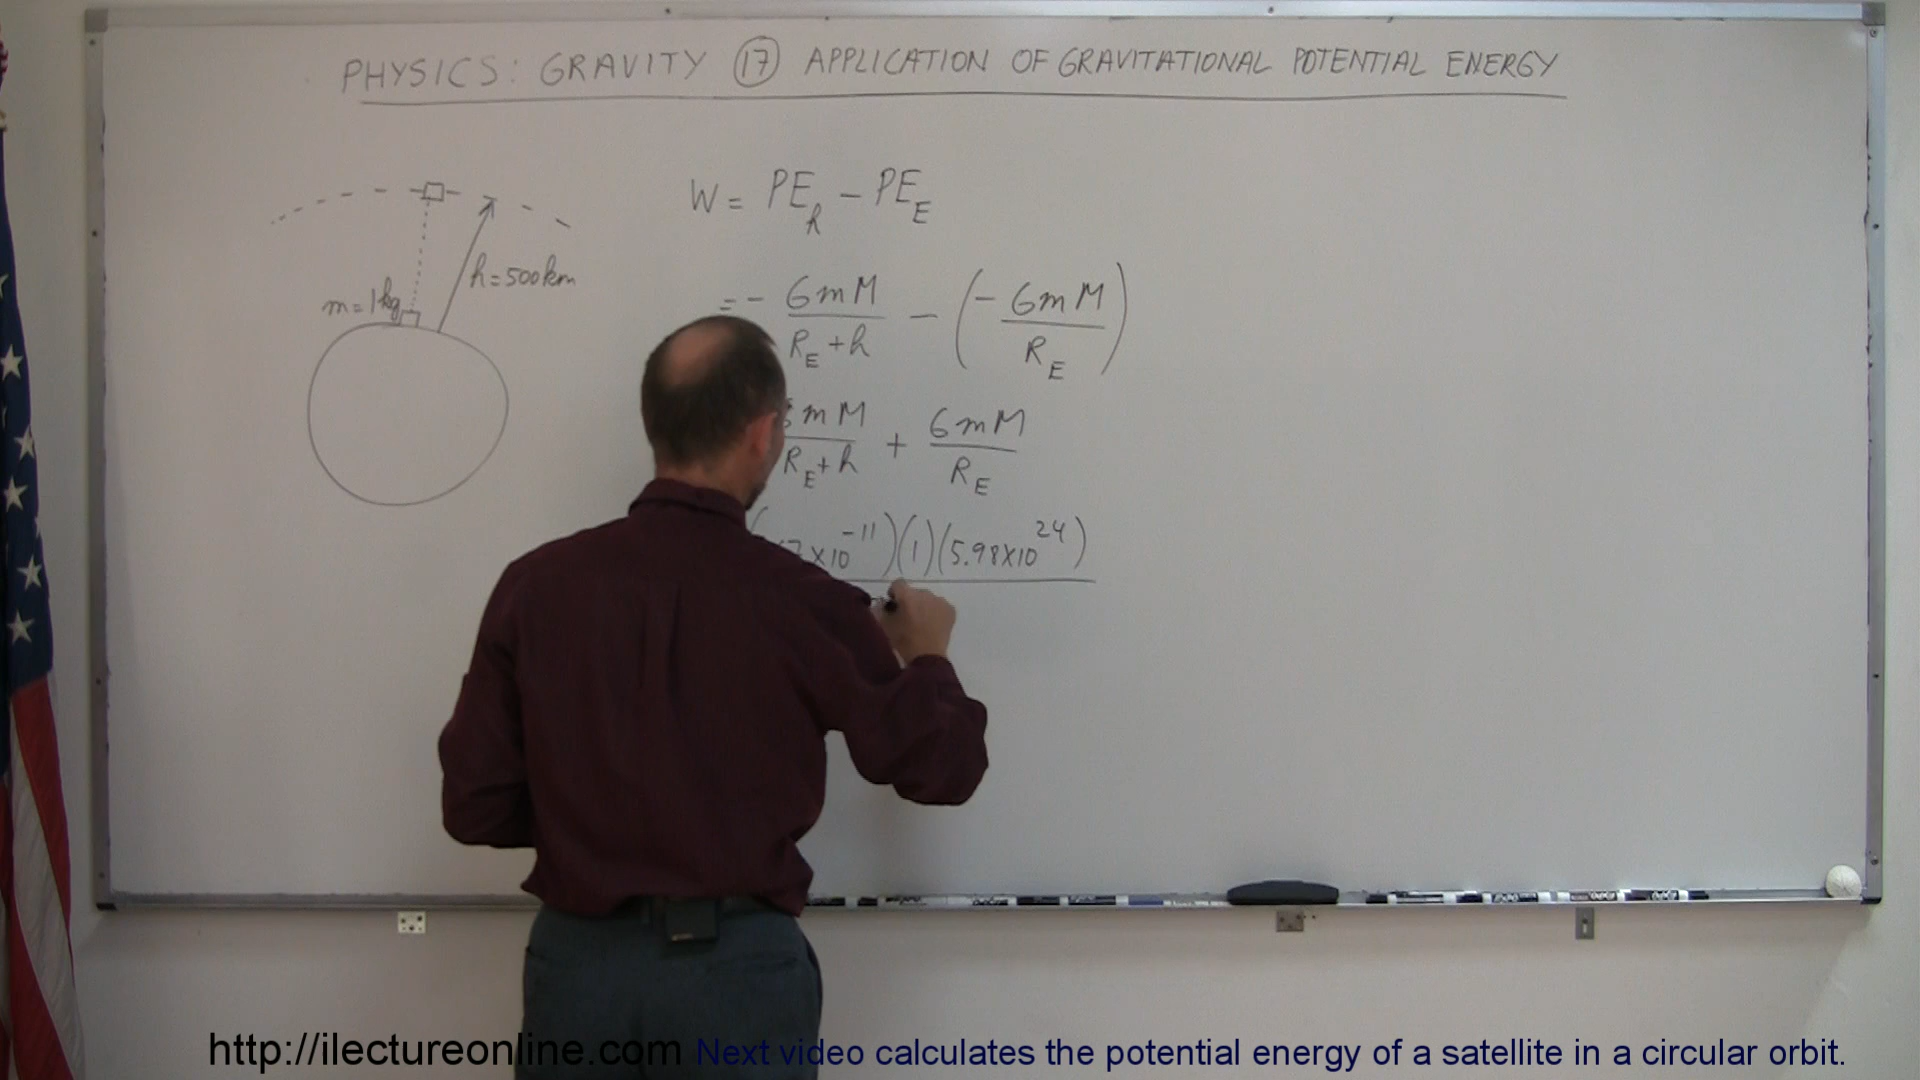 PHYSICS: GRAVITY 17 APPLICATION OF GRAVITATIONAL POTENTIAL ENERGY
h=500km
m=1kg
W = PE_h - PE_E
= - GmM/(R_E + h) - (- GmM/R_E)
mM/(R_E + h) + GmM/R_E
x10^-11)(1)(5.98x10^24)
http://ilectureonline.com Next video calculates the potential energy of a satellite in a circular orbit.